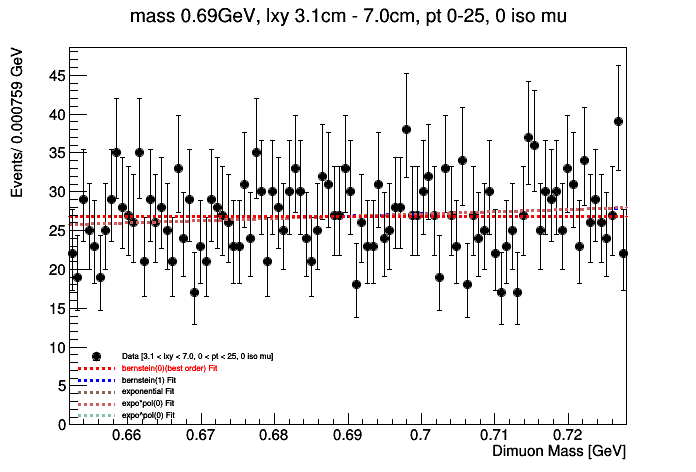 mass 0.69GeV, lxy 3.1cm - 7.0cm, pt 0-25, 0 iso mu
Events/ 0.000759 GeV
45
40
35
30
25
20
15
10
5
0
Data [3.1 < lxy < 7.0, 0 < pt < 25, 0 iso mu]
bernstein(0)(best order) Fit
bernstein(1) Fit
exponential Fit
expo*pol(0) Fit
expo*pol(0) Fit
0.66 0.67 0.68 0.69 0.7 0.71 0.72
Dimuon Mass [GeV]